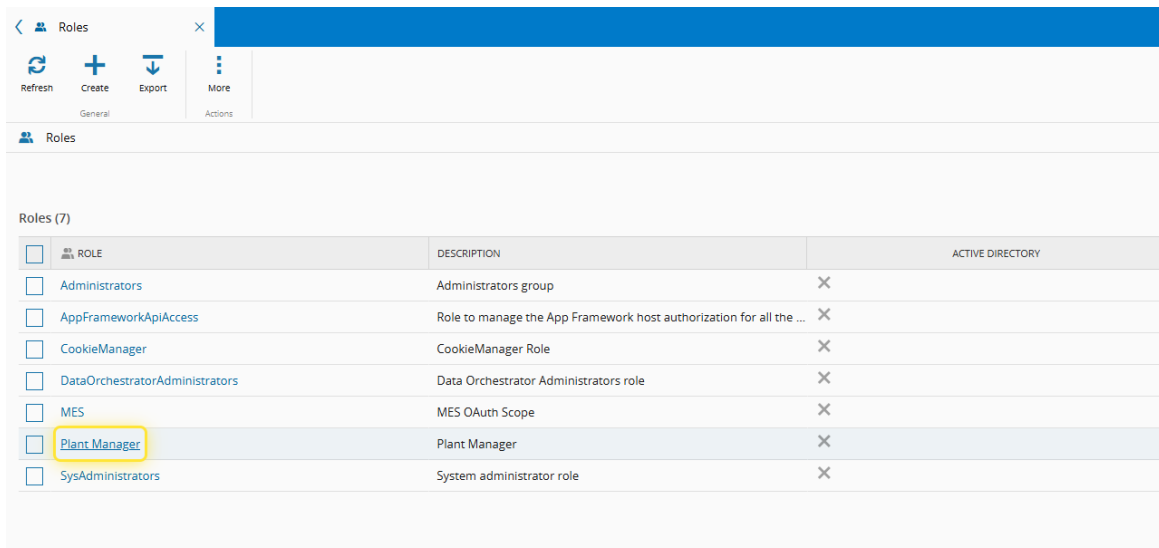 Roles
Refresh Create Export More
General Actions
Roles
Roles (7)
ROLE DESCRIPTION ACTIVE DIRECTORY
Administrators Administrators group
AppFrameworkApiAccess Role to manage the App Framework host authorization for all the ...
CookieManager CookieManager Role
DataOrchestratorAdministrators Data Orchestrator Administrators role
MES MES OAuth Scope
Plant Manager Plant Manager
SysAdministrators System administrator role